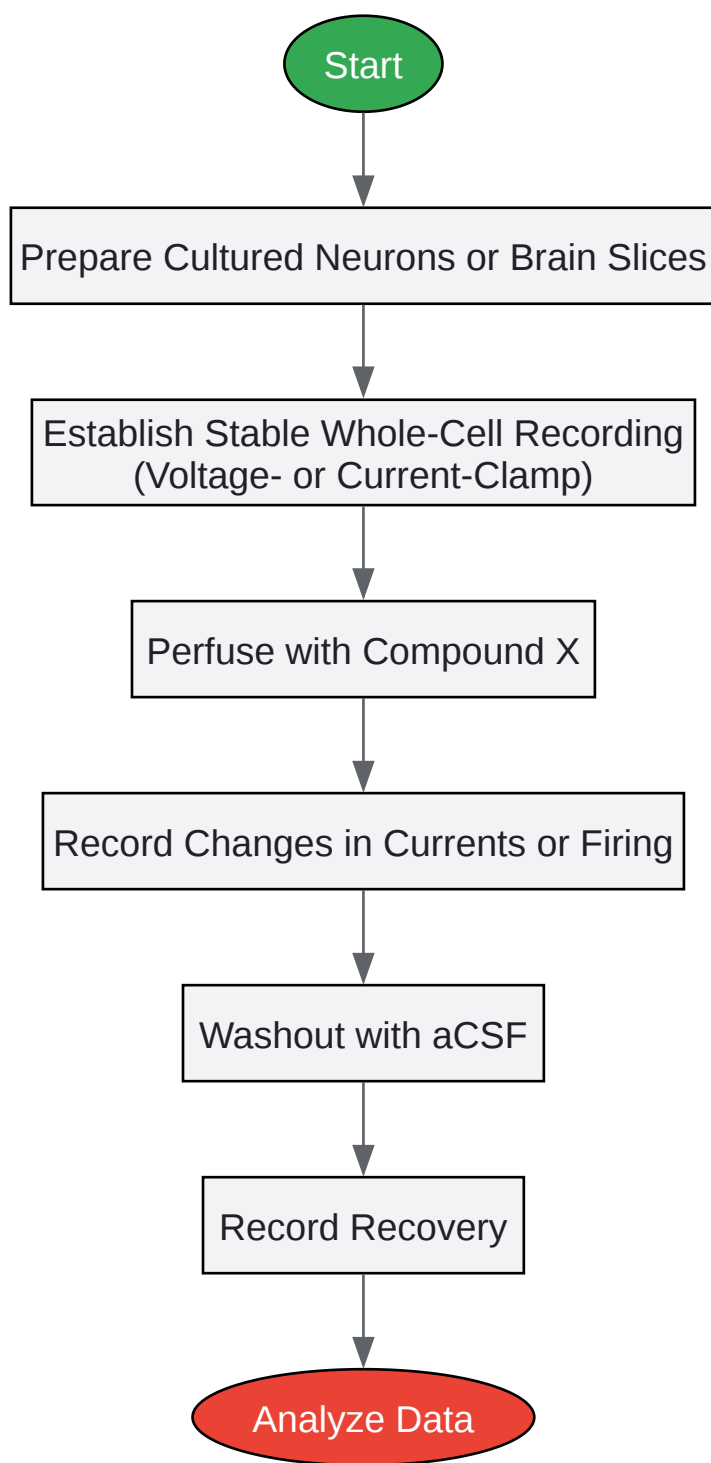 Start
Prepare Cultured Neurons or Brain Slices
Establish Stable Whole-Cell Recording
(Voltage- or Current-Clamp)
Perfuse with Compound X
Record Changes in Currents or Firing
Washout with aCSF
Record Recovery
Analyze Data